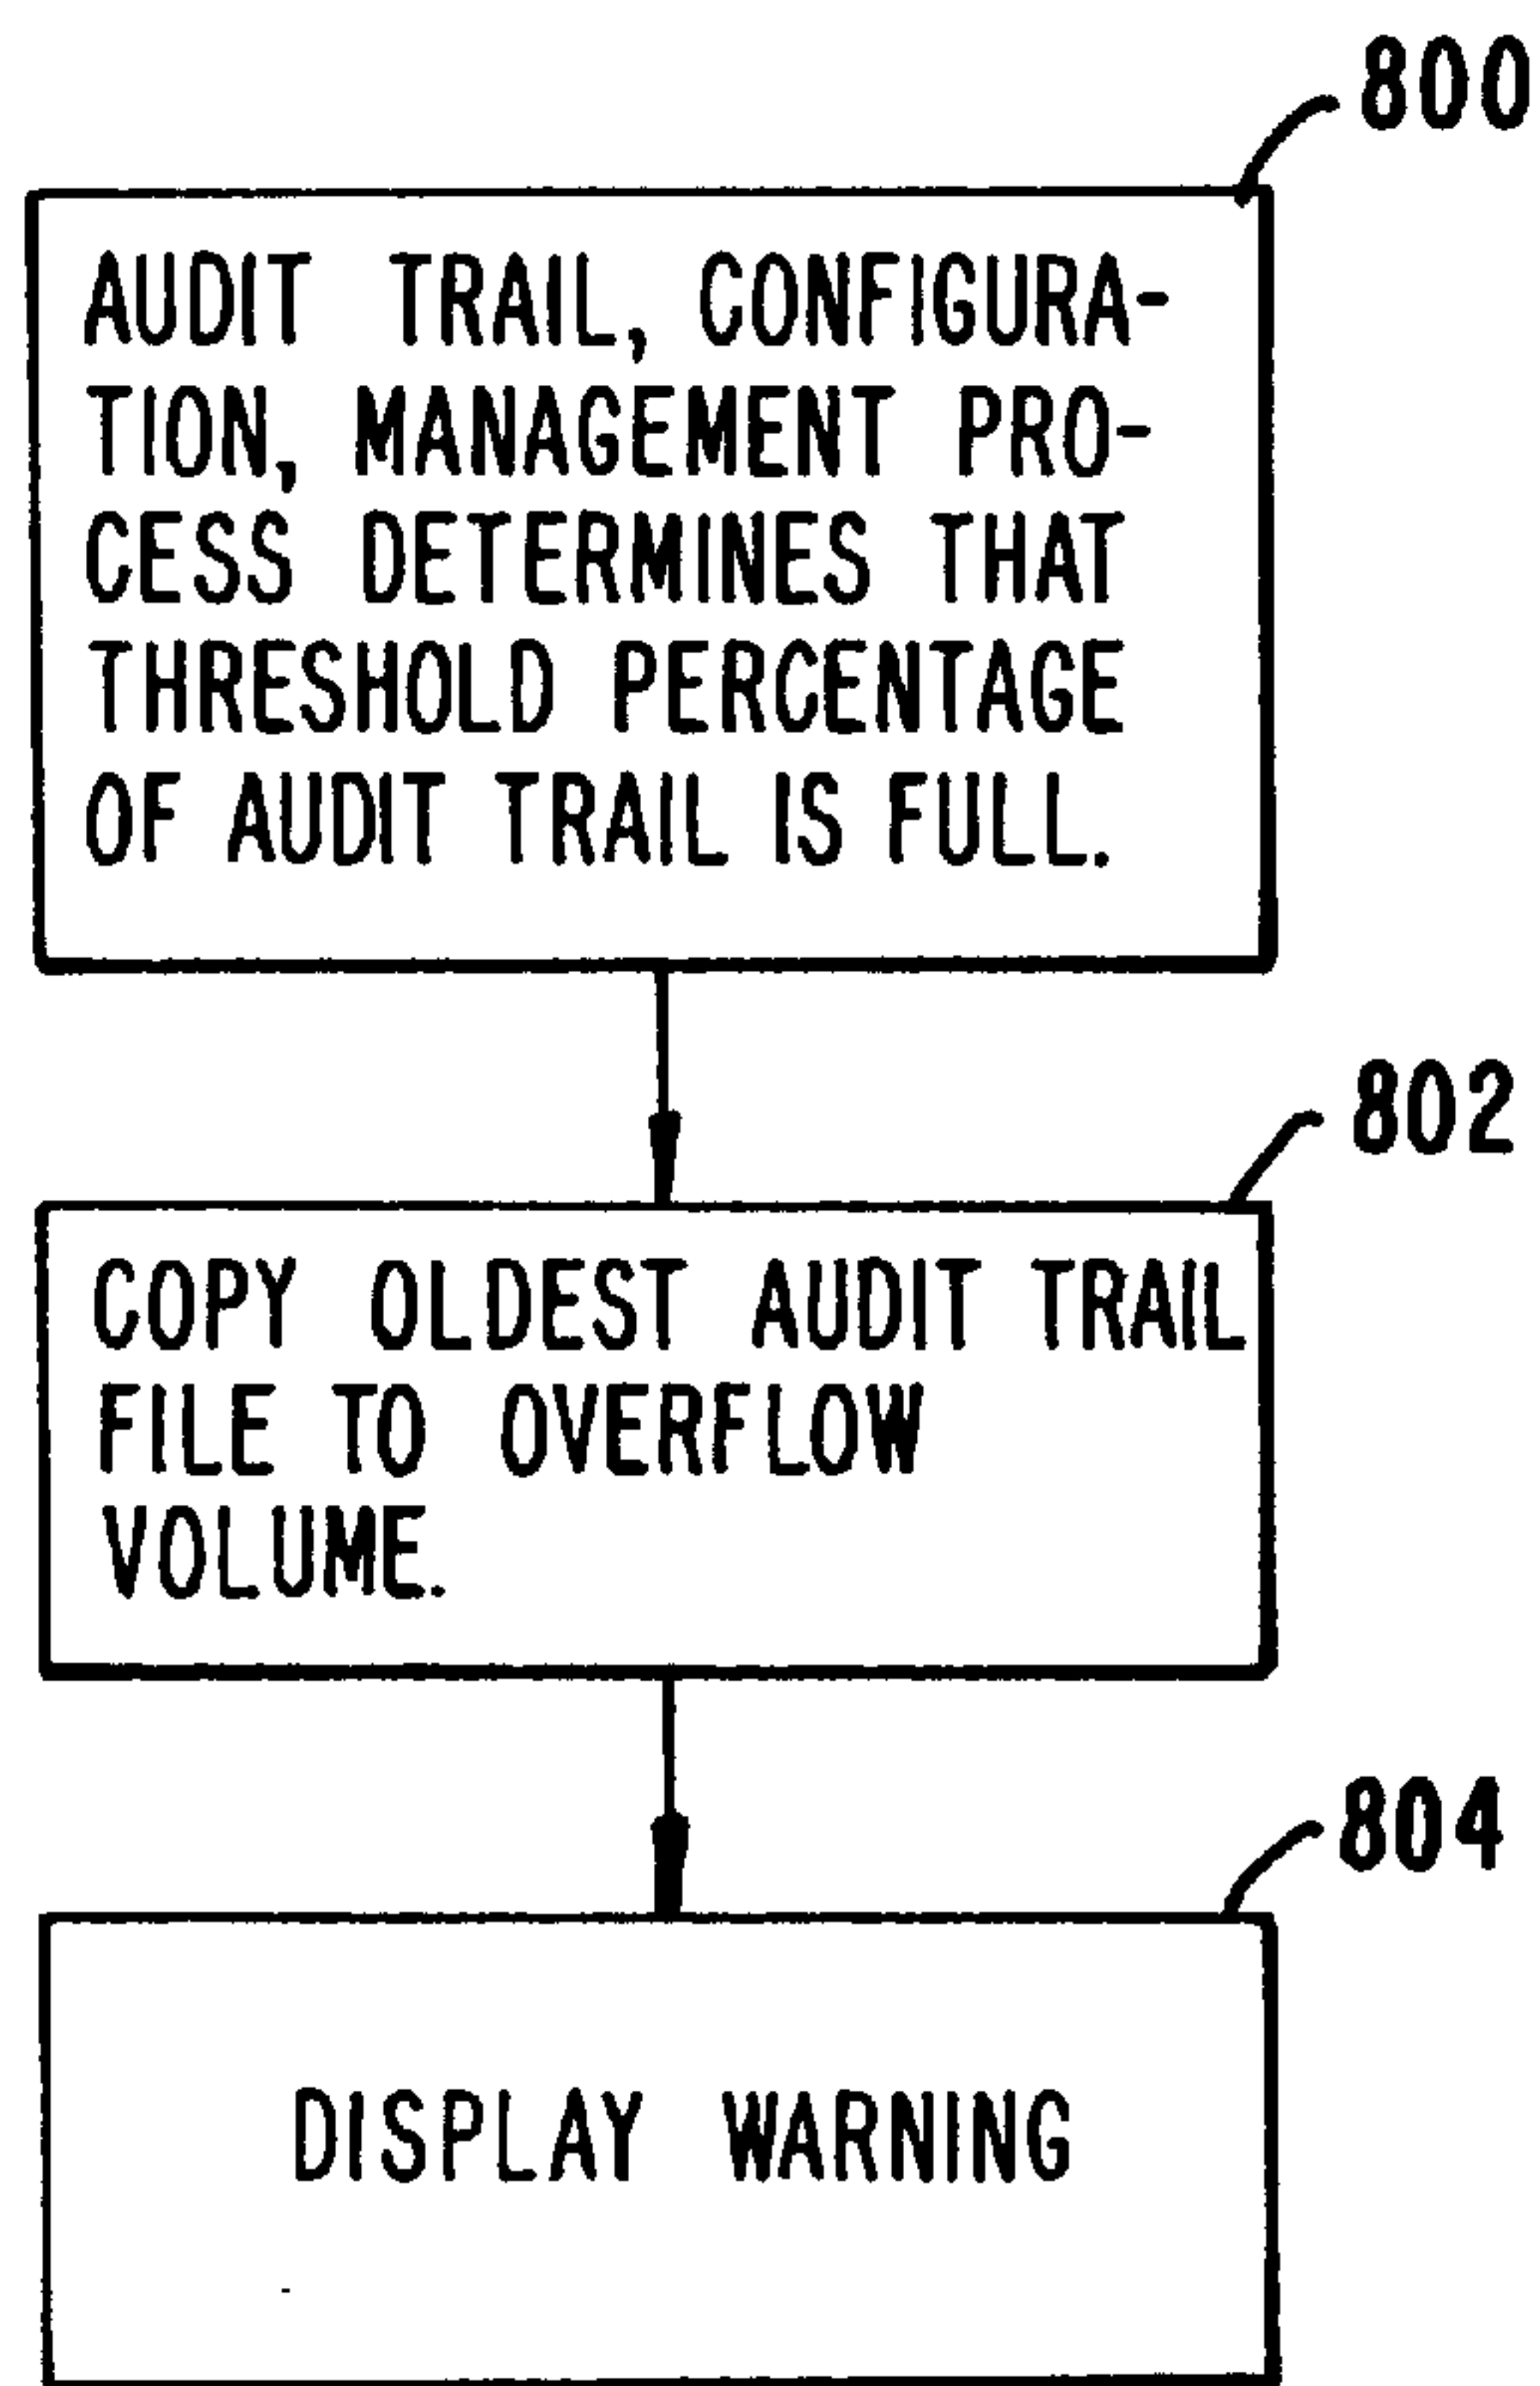 800
AUDIT TRAIL, CONFIGURA-
TION, MANAGEMENT PRO-
CESS DETERMINES THAT
THRESHOLD PERCENTAGE
OF AUDIT TRAIL IS FULL.
802
COPY OLDEST AUDIT TRAIL
FILE TO OVERFLOW
VOLUME.
804
DISPLAY WARNING